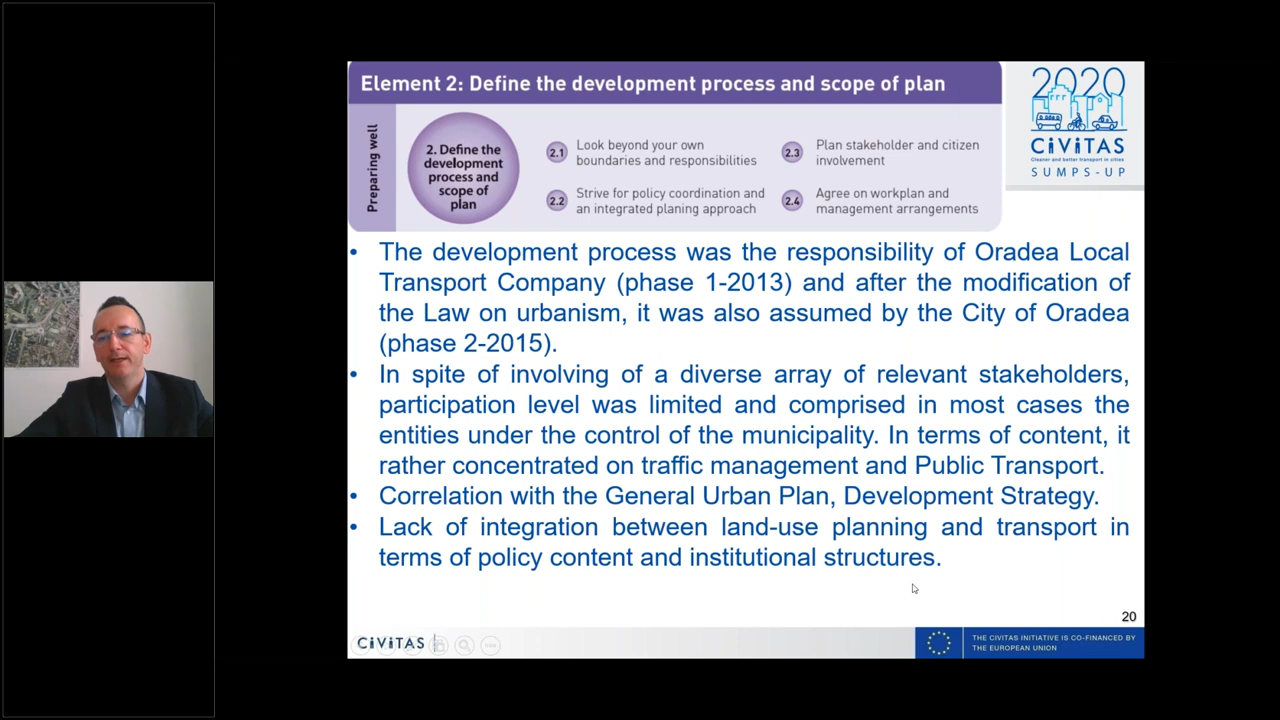 Element 2: Define the development process and scope of plan
Preparing well
2. Define the
development
process and
scope of
plan
2.1 Look beyond your own
boundaries and responsibilities
2.2 Strive for policy coordination and
an integrated planing approach
2.3 Plan stakeholder and citizen
involvement
2.4 Agree on workplan and
management arrangements
2020
CIVITAS
Cleaner and better transport in cities
SUMPS-UP
• The development process was the responsibility of Oradea Local
Transport Company (phase 1-2013) and after the modification of
the Law on urbanism, it was also assumed by the City of Oradea
(phase 2-2015).
• In spite of involving of a diverse array of relevant stakeholders,
participation level was limited and comprised in most cases the
entities under the control of the municipality. In terms of content, it
rather concentrated on traffic management and Public Transport.
• Correlation with the General Urban Plan, Development Strategy.
• Lack of integration between land-use planning and transport in
terms of policy content and institutional structures.
20
CIVITAS
THE CIVITAS INITIATIVE IS CO-FINANCED BY
THE EUROPEAN UNION